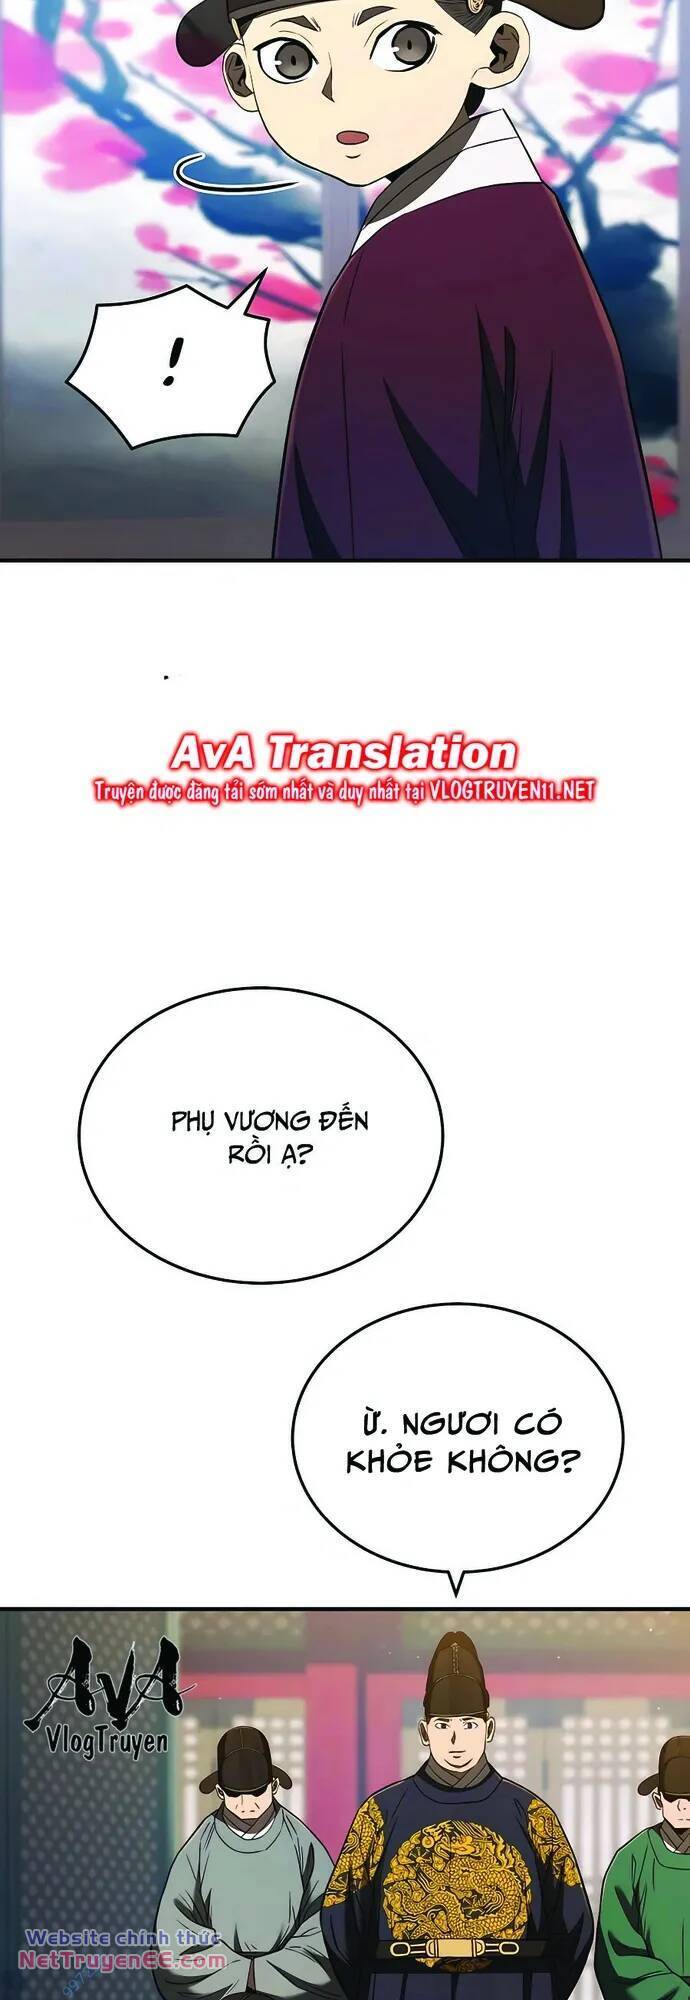 !
AvA Translation
Truyện được đăng tải sớm nhất và duy nhất tại VLOGTRUYEN11.NET
PHỤ VƯƠNG ĐẾN
RỒI Ạ?
Ừ. NGƯƠI CÓ
KHỎE KHÔNG?
AVA
VlogTruyen
Website chính thức
NetTruyenEE.com